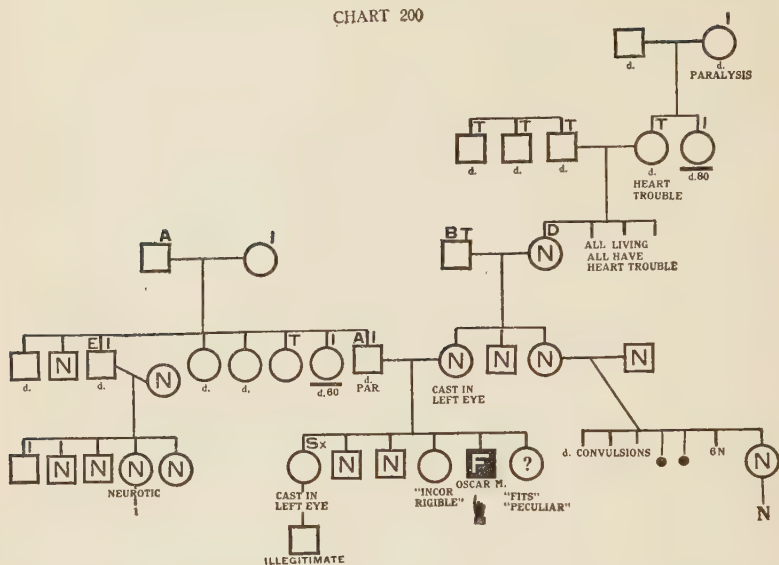 CHART 200
I
d.
d.
PARALYSIS
T T T T I
d. d. d. d. d.80
HEART
TROUBLE
A I BT D
N
ALL LIVING
ALL HAVE
HEART TROUBLE
E I T I A I
N N N N N
d. d. d. d. d.60 d.
PAR
CAST IN
LEFT EYE
N
I I Sx
N N N N N N F ?
d. CONVULSIONS 6N
N
NEUROTIC
1
CAST IN
LEFT EYE
"INCOR
RIGIBLE"
OSCAR M.
"FITS"
"PECULIAR"
N
ILLEGITIMATE